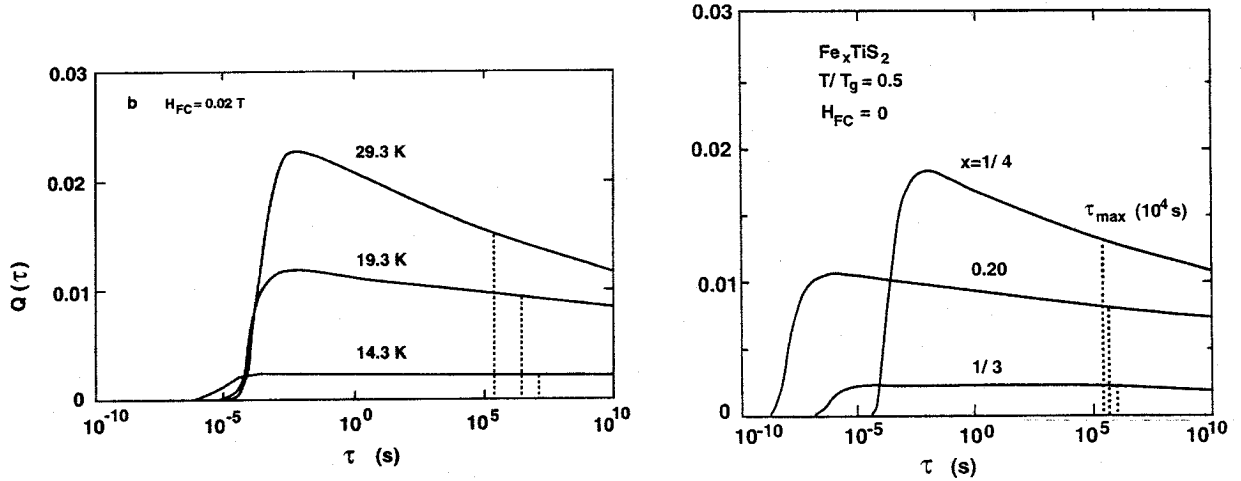 0.03
b H_FC = 0.02 T
29.3 K
0.02
Q (τ)
19.3 K
0.01
14.3 K
0
10^-10 10^-5 10^0 10^5 10^10
τ (s)
0.03
Fe_xTiS_2
T/ T_g = 0.5
H_FC = 0
0.02
x=1/ 4
τ_max (10^4 s)
0.01
0.20
1/ 3
0
10^-10 10^-5 10^0 10^5 10^10
τ (s)